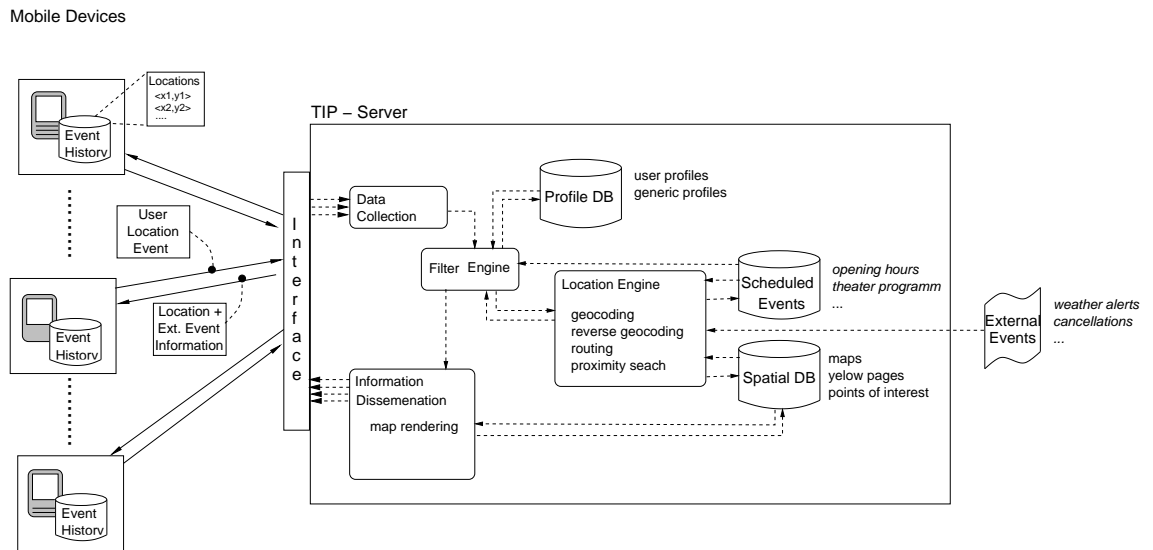 Mobile Devices
Locations
<x1,y1>
<x2,y2>
....
Event
History
TIP – Server
User
Location
Event
Interface
Data
Collection
Profile DB
user profiles
generic profiles
Filter Engine
Location Engine
geocoding
reverse geocoding
routing
proximity seach
Scheduled
Events
opening hours
theater programm
...
External
Events
weather alerts
cancellations
...
Event
History
Location +
Ext. Event
Information
Spatial DB
maps
yelow pages
points of interest
Information
Dissemenation
map rendering
Event
History